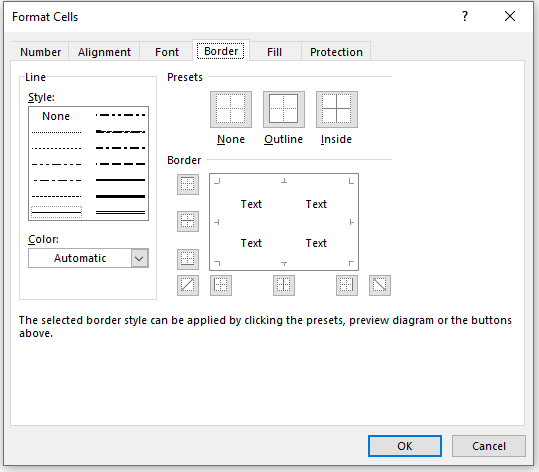 Format Cells
?
Number Alignment Font Border Fill Protection
Line
Style:
None
Color:
Automatic
Presets
None Outline Inside
Border
Text Text
Text Text
The selected border style can be applied by clicking the presets, preview diagram or the buttons
above.
OK Cancel